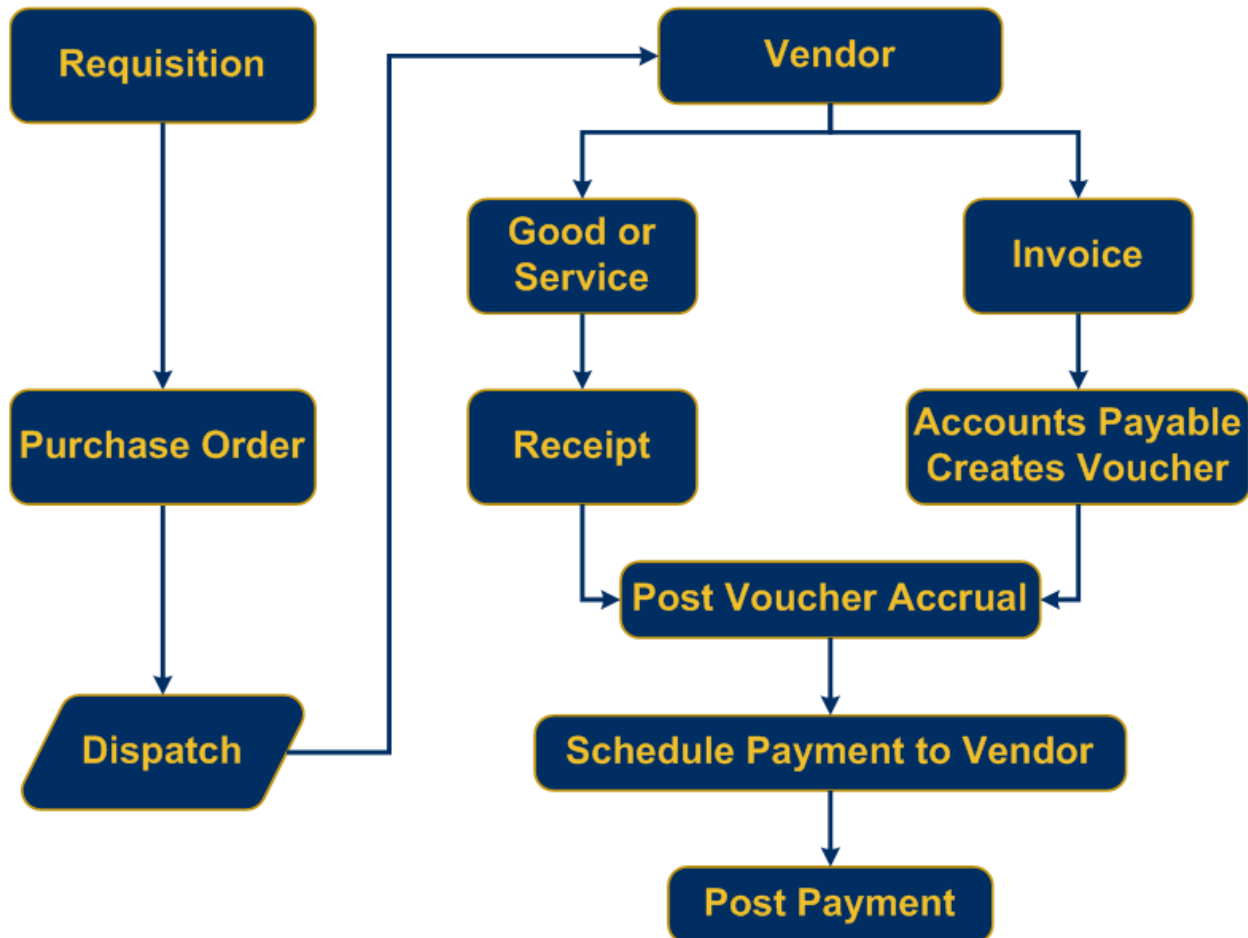 Requisition
Purchase Order
Dispatch
Vendor
Good or
Service
Receipt
Invoice
Accounts Payable
Creates Voucher
Post Voucher Accrual
Schedule Payment to Vendor
Post Payment